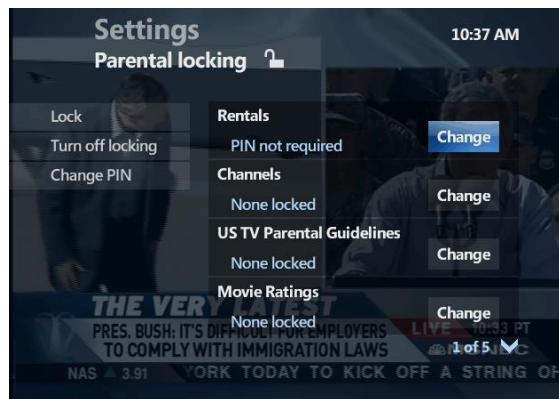 Settings
10:37 AM
Parental locking
Lock
Turn off locking
Change PIN
Rentals
PIN not required
Change
Channels
None locked
Change
US TV Parental Guidelines
None locked
Change
Movie Ratings
None locked
Change
1 of 5
THE VERY LATEST
PRES. BUSH: IT'S DIFFICULT FOR EMPLOYERS
TO COMPLY WITH IMMIGRATION LAWS
LIVE 10:33 PT
MSNBC
NAS 3.91 YORK TODAY TO KICK OFF A STRING OF